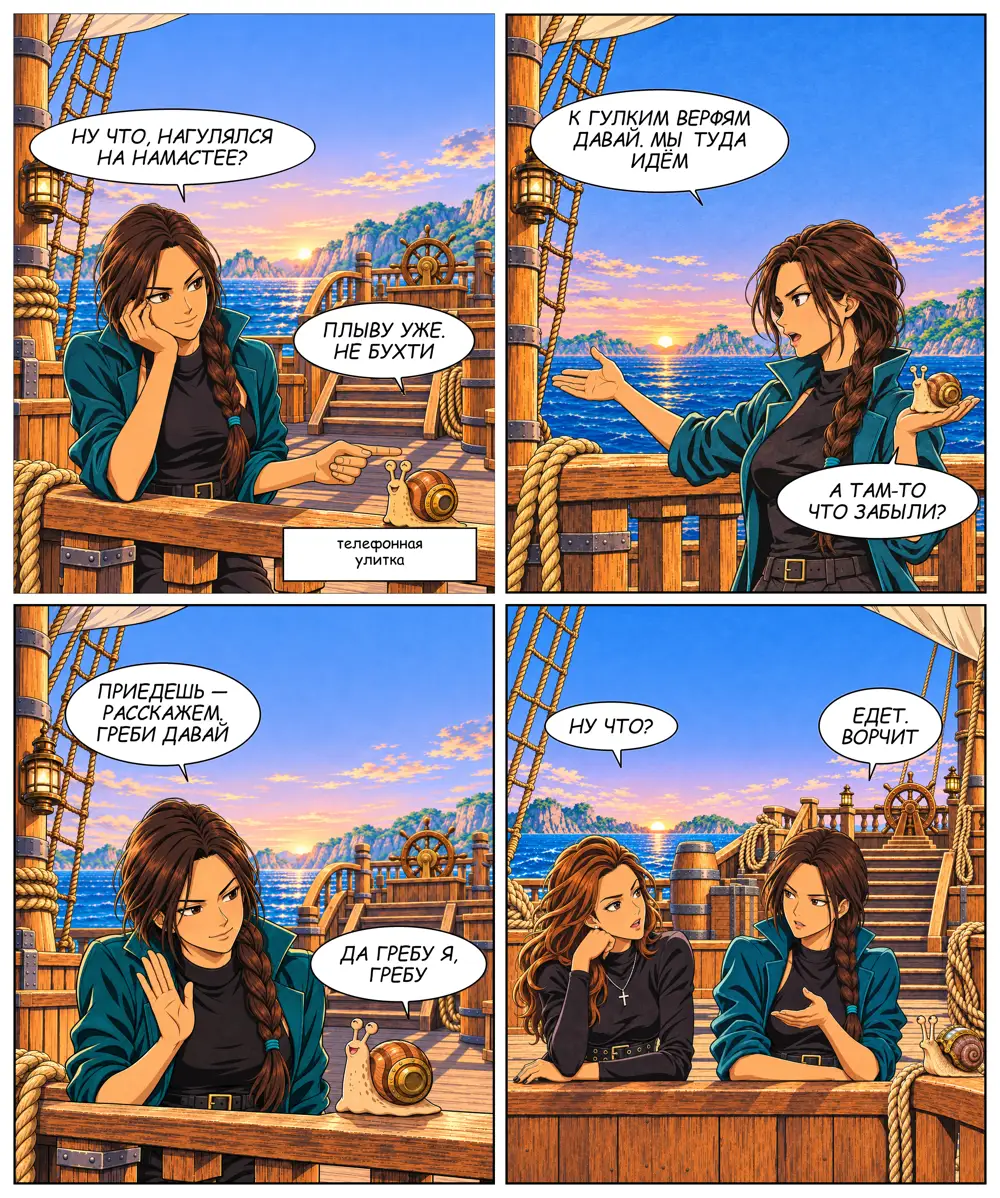 НУ ЧТО, НАГУЛЯЛСЯ
НА НАМАСТЕЕ?
ПЛЫВУ УЖЕ.
НЕ БУХТИ
телефонная
улитка
К ГУЛКИМ ВЕРФЯМ
ДАВАЙ. МЫ ТУДА
ИДЁМ
А ТАМ-ТО
ЧТО ЗАБЫЛИ?
ПРИЕДЕШЬ —
РАССКАЖЕМ.
ГРЕБИ ДАВАЙ
ДА ГРЕБУ Я,
ГРЕБУ
НУ ЧТО?
ЕДЕТ.
ВОРЧИТ